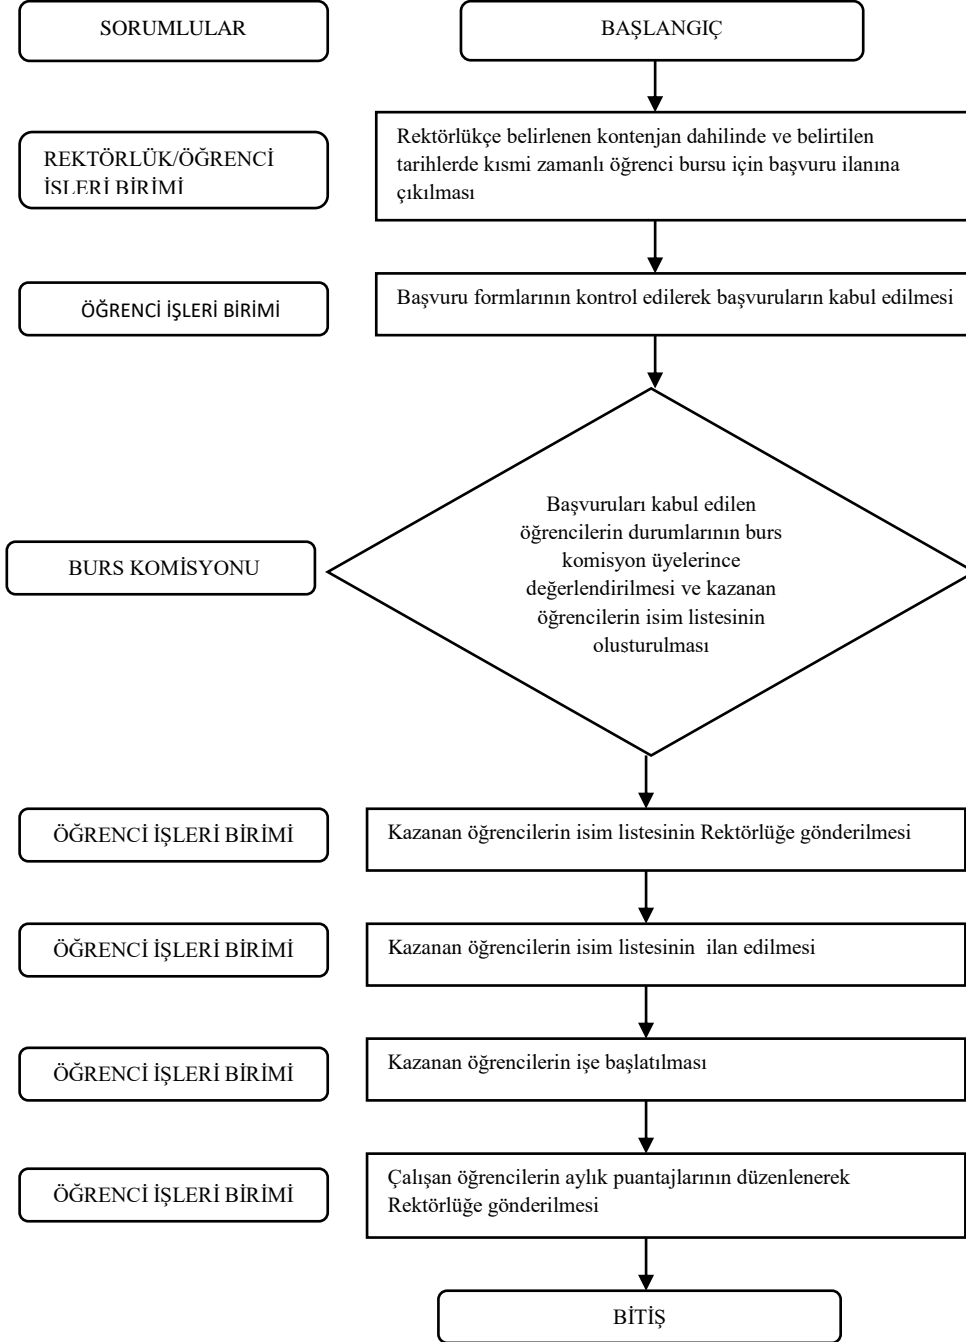 SORUMLULAR
BAŞLANGIÇ
REKTÖRLÜK/ÖĞRENCİ
İŞLERİ BİRİMİ
Rektörlükçe belirlenen kontenjan dahilinde ve belirtilen
tarihlerde kısmi zamanlı öğrenci bursu için başvuru ilanına
çıkılması
ÖĞRENCİ İŞLERİ BİRİMİ
Başvuru formlarının kontrol edilerek başvuruların kabul edilmesi
BURS KOMİSYONU
Başvuruları kabul edilen
öğrencilerin durumlarının burs
komisyon üyelerince
değerlendirilmesi ve kazanan
öğrencilerin isim listesinin
oluşturulması
ÖĞRENCİ İŞLERİ BİRİMİ
Kazanan öğrencilerin isim listesinin Rektörlüğe gönderilmesi
ÖĞRENCİ İŞLERİ BİRİMİ
Kazanan öğrencilerin isim listesinin  ilan edilmesi
ÖĞRENCİ İŞLERİ BİRİMİ
Kazanan öğrencilerin işe başlatılması
ÖĞRENCİ İŞLERİ BİRİMİ
Çalışan öğrencilerin aylık puantajlarının düzenlenerek
Rektörlüğe gönderilmesi
BİTİŞ